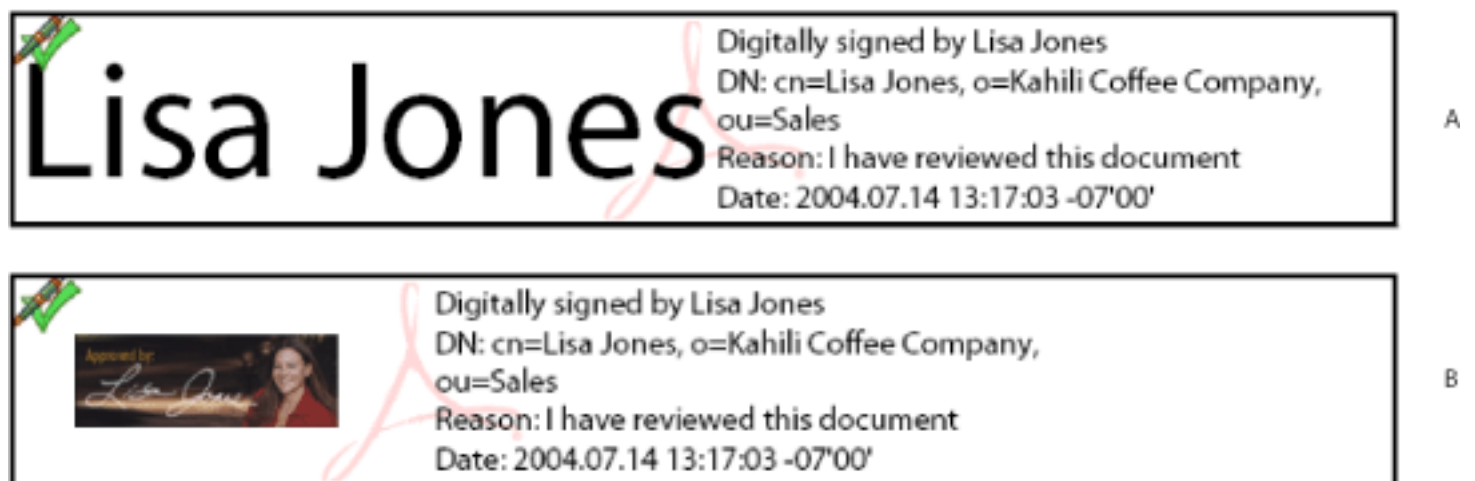 Lisa Jones
Digitally signed by Lisa Jones
DN: cn=Lisa Jones, o=Kahili Coffee Company,
ou=Sales
Reason: I have reviewed this document
Date: 2004.07.14 13:17:03 -07'00'
A
Approved by:
Lisa Jones
Digitally signed by Lisa Jones
DN: cn=Lisa Jones, o=Kahili Coffee Company,
ou=Sales
Reason: I have reviewed this document
Date: 2004.07.14 13:17:03 -07'00'
B